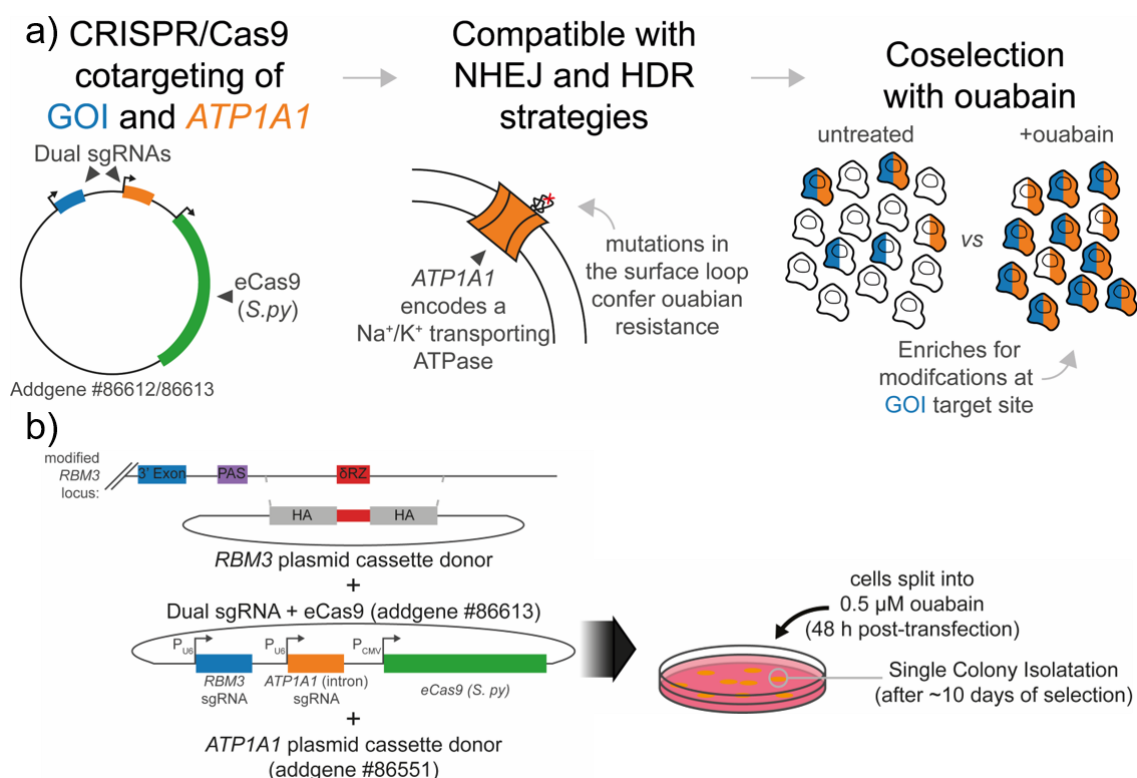 a) CRISPR/Cas9
cotargeting of
GOI and ATP1A1
Dual sgRNAs
eCas9
(S.py)
Addgene #86612/86613
Compatible with
NHEJ and HDR
strategies
ATP1A1
encodes a
Na⁺/K⁺ transporting
ATPase
mutations in
the surface loop
confer ouabian
resistance
Coselection
with ouabain
untreated
+ouabain
vs
Enriches for
modifcations at
GOI target site
b)
modified
RBM3
locus:
3' Exon
PAS
δRZ
HA
HA
RBM3 plasmid cassette donor
+
Dual sgRNA + eCas9 (addgene #86613)
PU6
PU6
PCMV
RBM3
sgRNA
ATP1A1 (intron)
sgRNA
eCas9 (S. py)
+
ATP1A1 plasmid cassette donor
(addgene #86551)
cells split into
0.5 µM ouabain
(48 h post-transfection)
Single Colony Isolatation
(after ~10 days of selection)